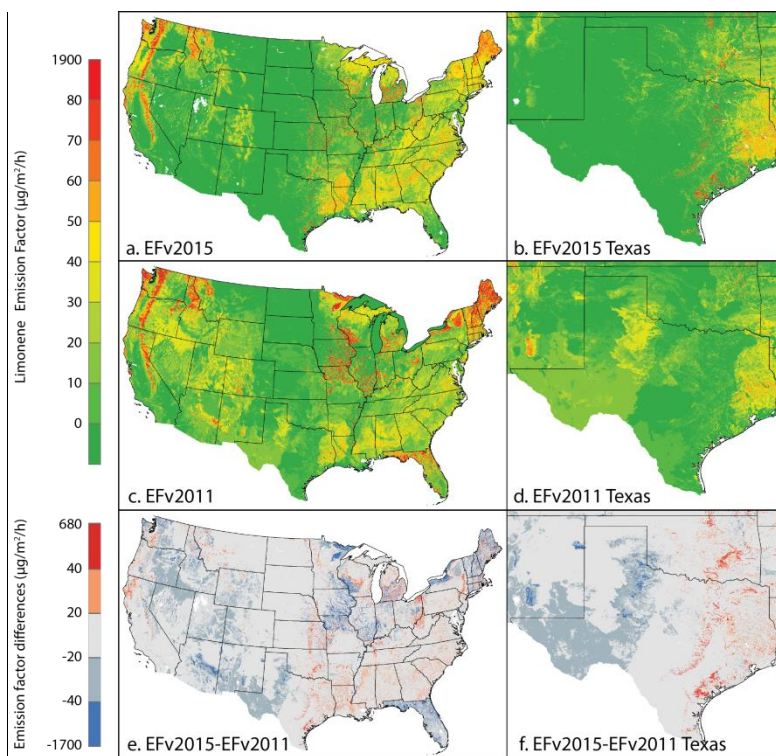 1900
80
70
60
50
40
30
20
10
0
Limonene Emission Factor (µg/m²/h)
a. EFv2015
b. EFv2015 Texas
c. EFv2011
d. EFv2011 Texas
680
40
20
-20
-40
-1700
Emission factor differences (µg/m²/h)
e. EFv2015-EFv2011
f. EFv2015-EFv2011 Texas